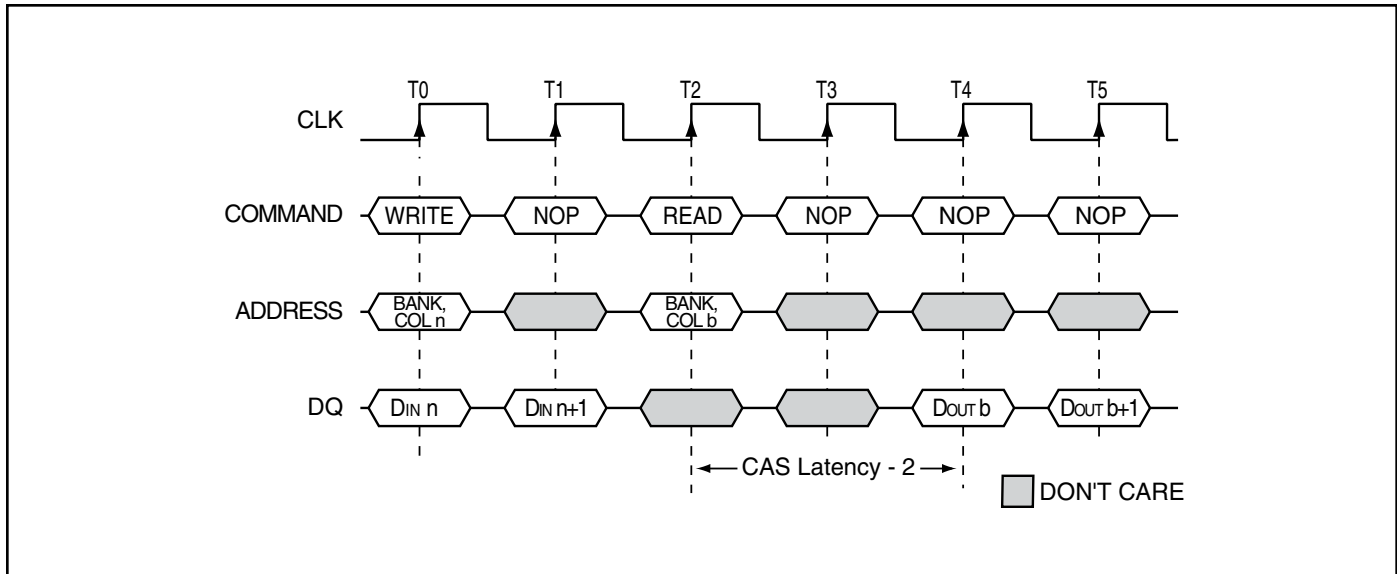 T0 T1 T2 T3 T4 T5
CLK
COMMAND WRITE NOP READ NOP NOP NOP
ADDRESS BANK, COL n BANK, COL b
DQ DIN n DIN n+1 DOUT b DOUT b+1
CAS Latency - 2
DON'T CARE